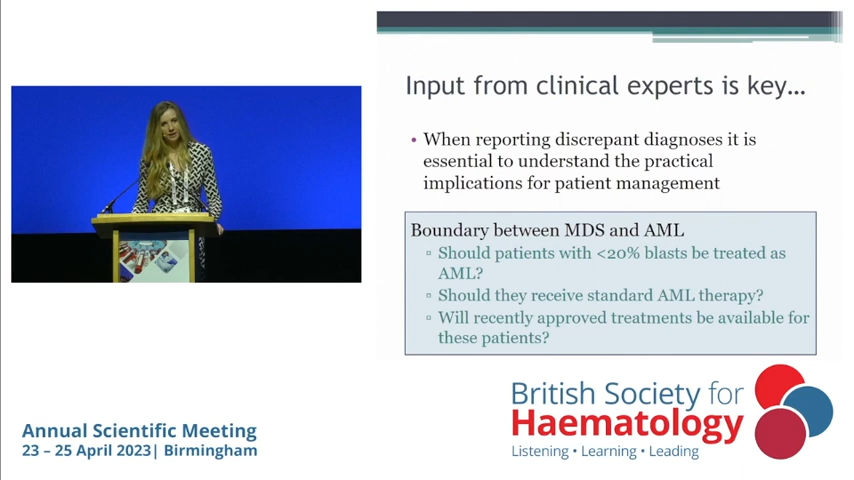 Input from clinical experts is key...
• When reporting discrepant diagnoses it is
essential to understand the practical
implications for patient management
Boundary between MDS and AML
▫ Should patients with <20% blasts be treated as
AML?
▫ Should they receive standard AML therapy?
▫ Will recently approved treatments be available for
these patients?
Annual Scientific Meeting
23 – 25 April 2023| Birmingham
British Society for
Haematology
Listening • Learning • Leading